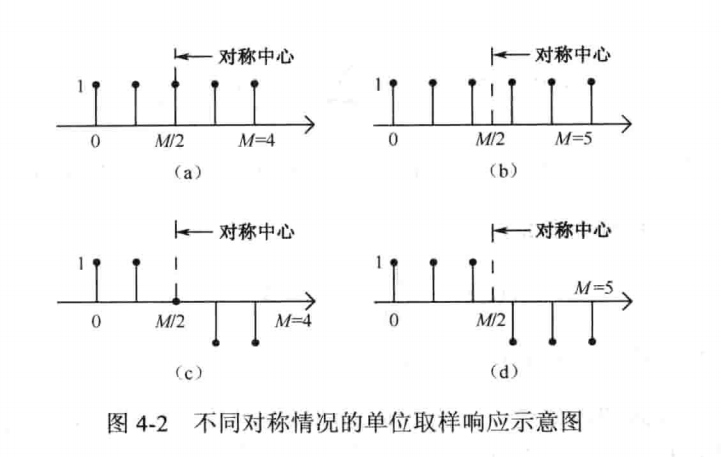 对称中心 对称中心
1 1
0 M/2 M=4 0 M/2 M=5
(a) (b)
对称中心 对称中心
1 1
M=5
0 M/2 M=4 0 M/2
(c) (d)
图 4-2 不同对称情况的单位取样响应示意图